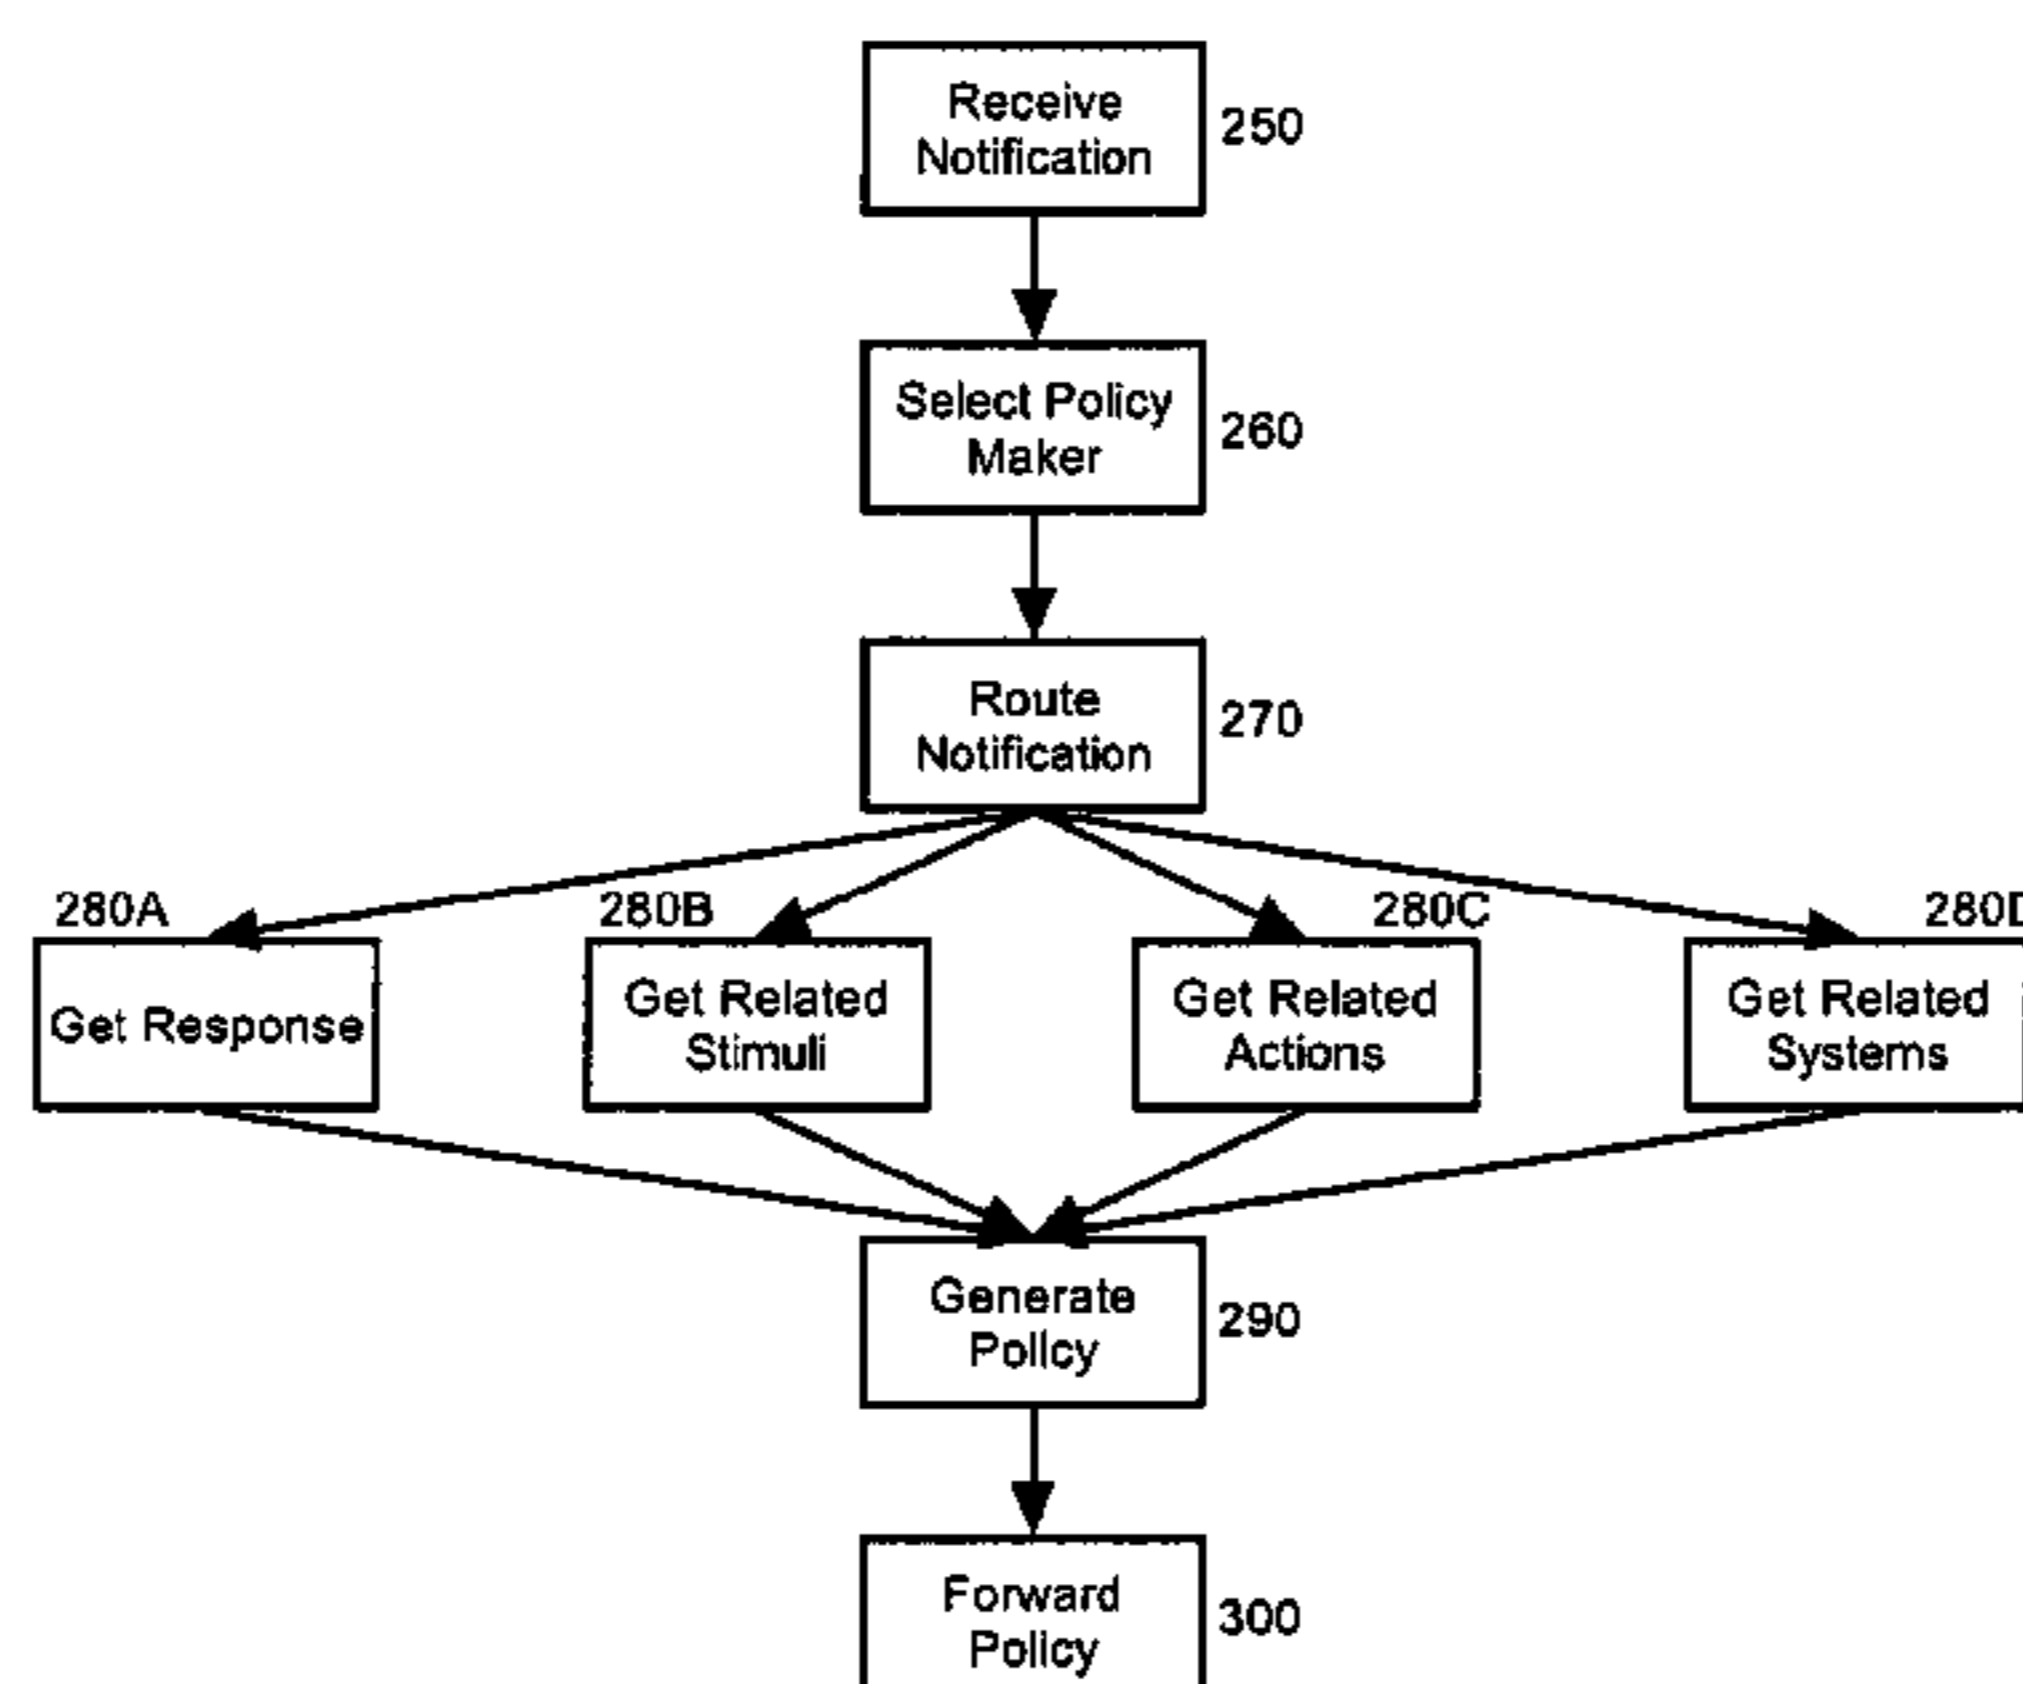 Receive
Notification
250
Select Policy
Maker
260
Route
Notification
270
280A
280B
280C
280D
Get Response
Get Related
Stimuli
Get Related
Actions
Get Related
Systems
Generate
Policy
290
Forward
Policy
300